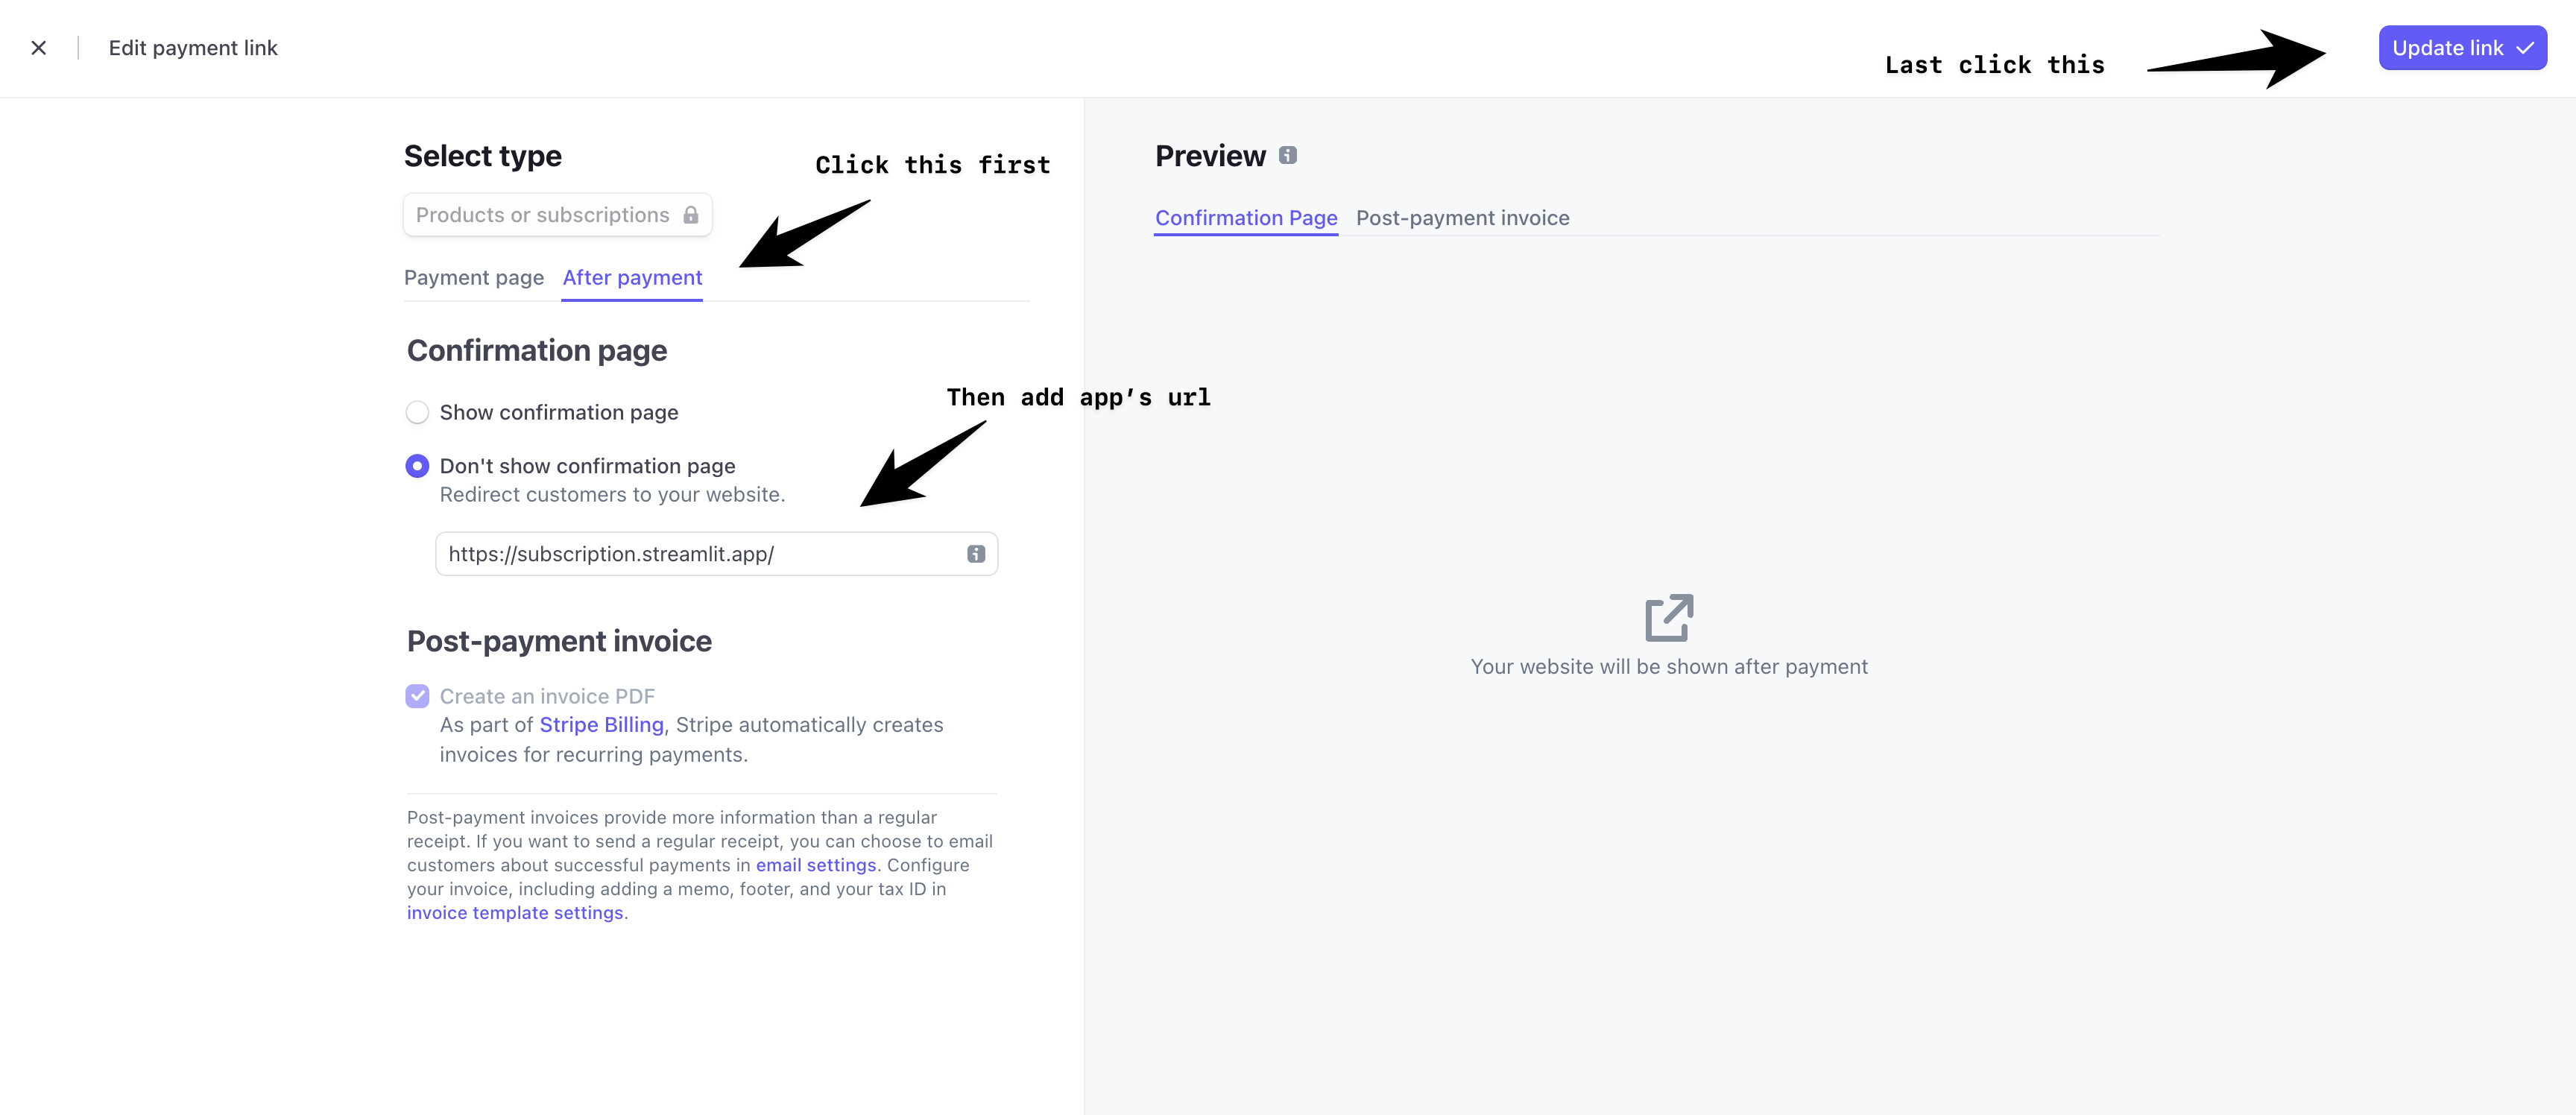 Edit payment link
Last click this
Update link
Select type
Click this first
Products or subscriptions
Payment page After payment
Confirmation page
Show confirmation page
Then add app’s url
Don't show confirmation page
Redirect customers to your website.
https://subscription.streamlit.app/
Post-payment invoice
Create an invoice PDF
As part of Stripe Billing, Stripe automatically creates
invoices for recurring payments.
Post-payment invoices provide more information than a regular
receipt. If you want to send a regular receipt, you can choose to email
customers about successful payments in email settings. Configure
your invoice, including adding a memo, footer, and your tax ID in
invoice template settings.
Preview
Confirmation Page Post-payment invoice
Your website will be shown after payment